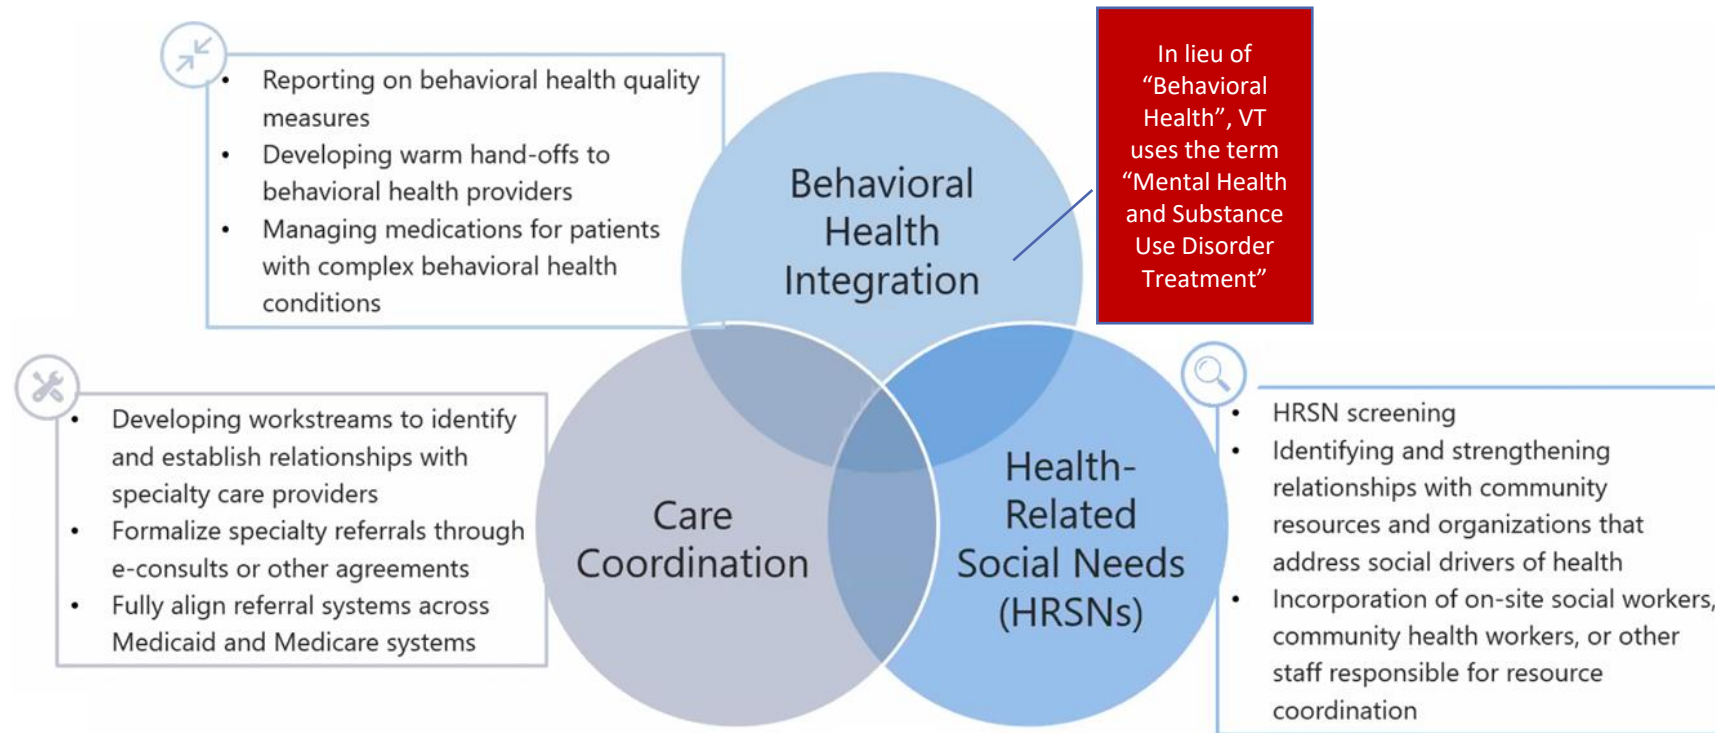 • Reporting on behavioral health quality
measures
• Developing warm hand-offs to
behavioral health providers
• Managing medications for patients
with complex behavioral health
conditions
Behavioral
Health
Integration
In lieu of
“Behavioral
Health”, VT
uses the term
“Mental Health
and Substance
Use Disorder
Treatment”
• Developing workstreams to identify
and establish relationships with
specialty care providers
• Formalize specialty referrals through
e-consults or other agreements
• Fully align referral systems across
Medicaid and Medicare systems
Care
Coordination
Health-
Related
Social Needs
(HRSNs)
• HRSN screening
• Identifying and strengthening
relationships with community
resources and organizations that
address social drivers of health
• Incorporation of on-site social workers,
community health workers, or other
staff responsible for resource
coordination